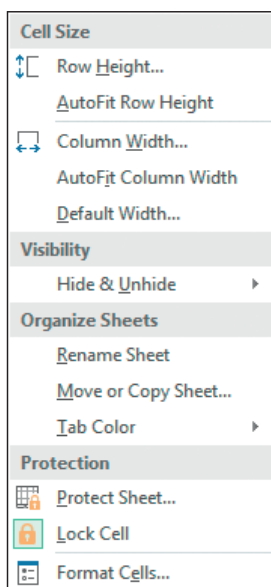 Cell Size
Row Height...
AutoFit Row Height
Column Width...
AutoFit Column Width
Default Width...
Visibility
Hide & Unhide
Organize Sheets
Rename Sheet
Move or Copy Sheet...
Tab Color
Protection
Protect Sheet...
Lock Cell
Format Cells...